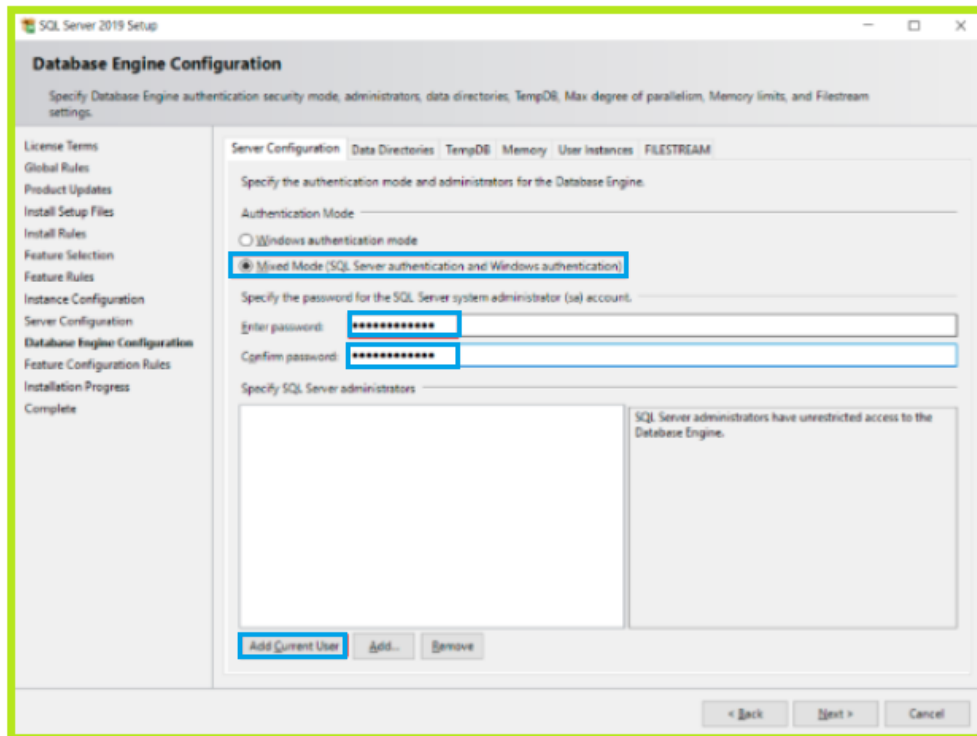 SQL Server 2019 Setup
Database Engine Configuration
Specify Database Engine authentication security mode, administrators, data directories, TempDB, Max degree of parallelism, Memory limits, and Filestream
settings.
License Terms
Global Rules
Product Updates
Install Setup Files
Install Rules
Feature Selection
Feature Rules
Instance Configuration
Server Configuration
Database Engine Configuration
Feature Configuration Rules
Installation Progress
Complete
Server Configuration Data Directories TempDB Memory User Instances FILESTREAM
Specify the authentication mode and administrators for the Database Engine.
Authentication Mode
Windows authentication mode
Mixed Mode (SQL Server authentication and Windows authentication)
Specify the password for the SQL Server system administrator (sa) account.
Enter password: ●●●●●●●●●●●●
Confirm password: ●●●●●●●●●●●●
Specify SQL Server administrators
SQL Server administrators have unrestricted access to the
Database Engine.
Add Current User Add... Remove
< Back Next > Cancel